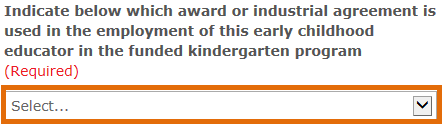 Indicate below which award or industrial agreement is
used in the employment of this early childhood
educator in the funded kindergarten program
(Required)
Select...